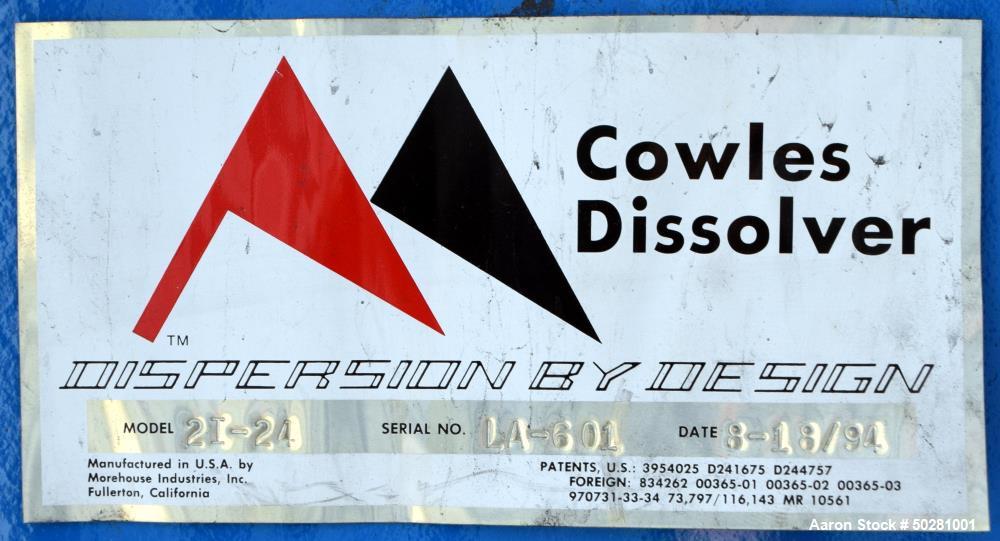 Cowles
Dissolver
TM
DISPERSION BY DESIGN
MODEL 2I-24 SERIAL NO. LA-601 DATE 8-18/94
Manufactured in U.S.A. by
Morehouse Industries, Inc.
Fullerton, California
PATENTS, U.S.: 3954025 D241675 D244757
FOREIGN: 834262 00365-01 00365-02 00365-03
970731-33-34 73,797/116,143 MR 10561
Aaron Stock # 50281001